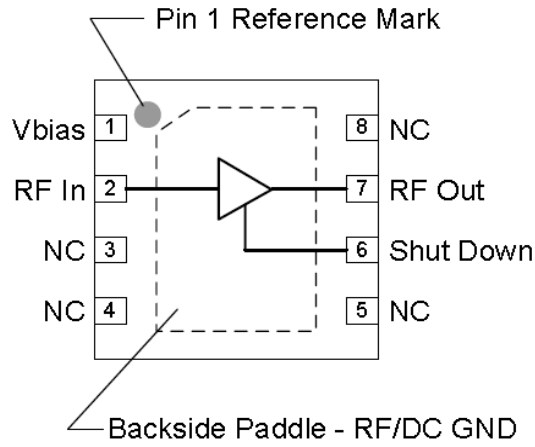 Pin 1 Reference Mark
Vbias 1 8 NC
RF In 2 7 RF Out
NC 3 6 Shut Down
NC 4 5 NC
Backside Paddle - RF/DC GND